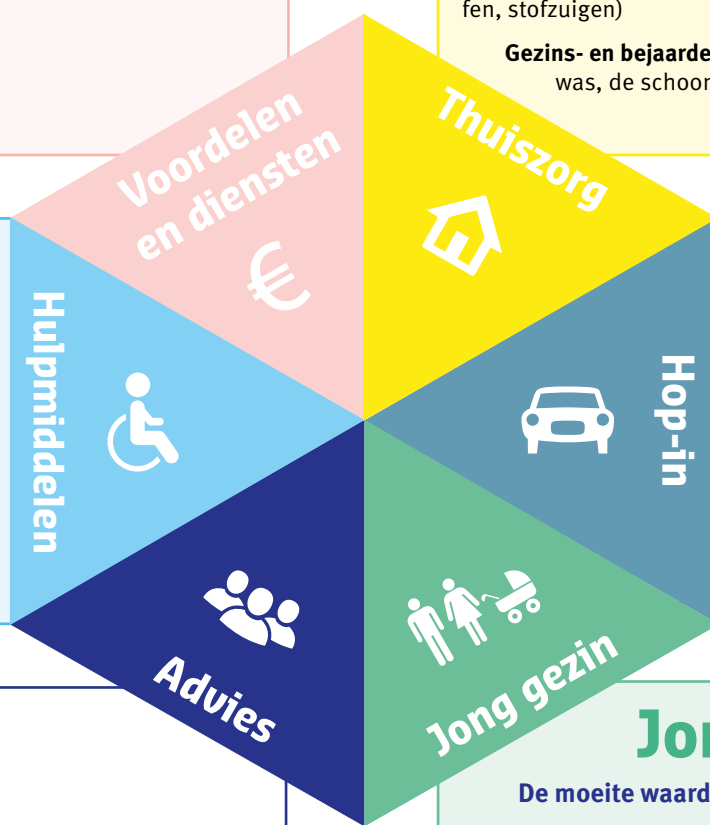 fen, stofzuigen)
Gezins- en bejaarde
was, de schoon
Voordelen
en diensten
€
Thuiszorg
Hulpmiddelen
Hop-in
Advies
Jong gezin
Jon
De moeite waard